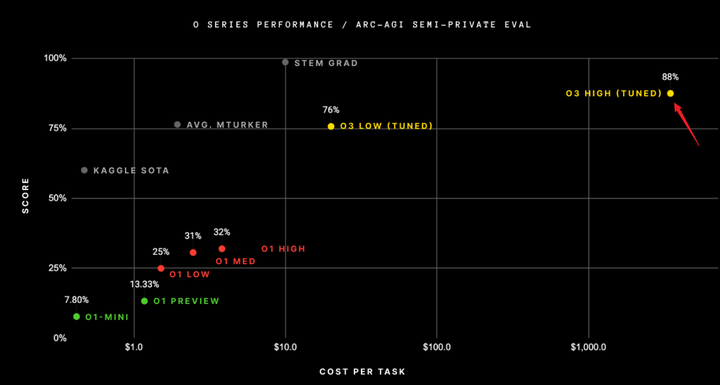 O SERIES PERFORMANCE / ARC-AGI SEMI-PRIVATE EVAL
100%
STEM GRAD
88%
O3 HIGH (TUNED)
76%
75%
AVG. MTURKER
O3 LOW (TUNED)
KAGGLE SOTA
SCORE
50%
32%
31%
O1 HIGH
25%
O1 MED
25%
O1 LOW
13.33%
7.80%
O1 PREVIEW
O1-MINI
0%
$1.0
$10.0
$100.0
$1,000.0
COST PER TASK